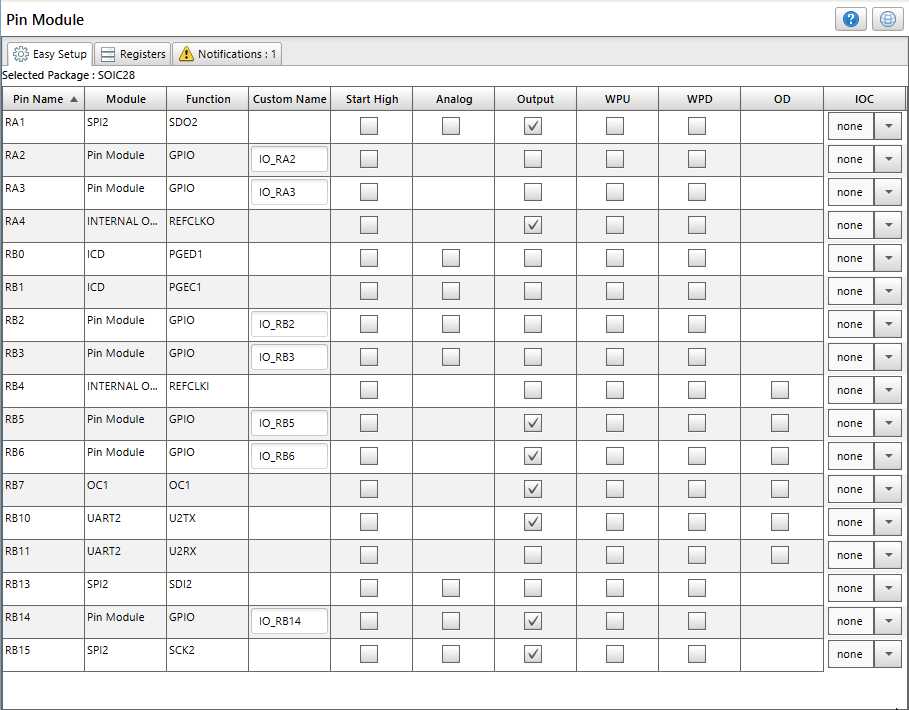 Pin Module
Easy Setup Registers Notifications : 1
Selected Package : SOIC28
Pin Name Module Function Custom Name Start High Analog Output WPU WPD OD IOC
RA1 SPI2 SDO2 none
RA2 Pin Module GPIO IO_RA2 none
RA3 Pin Module GPIO IO_RA3 none
RA4 INTERNAL O... REFCLKO none
RB0 ICD PGED1 none
RB1 ICD PGEC1 none
RB2 Pin Module GPIO IO_RB2 none
RB3 Pin Module GPIO IO_RB3 none
RB4 INTERNAL O... REFCLKI none
RB5 Pin Module GPIO IO_RB5 none
RB6 Pin Module GPIO IO_RB6 none
RB7 OC1 OC1 none
RB10 UART2 U2TX none
RB11 UART2 U2RX none
RB13 SPI2 SDI2 none
RB14 Pin Module GPIO IO_RB14 none
RB15 SPI2 SCK2 none